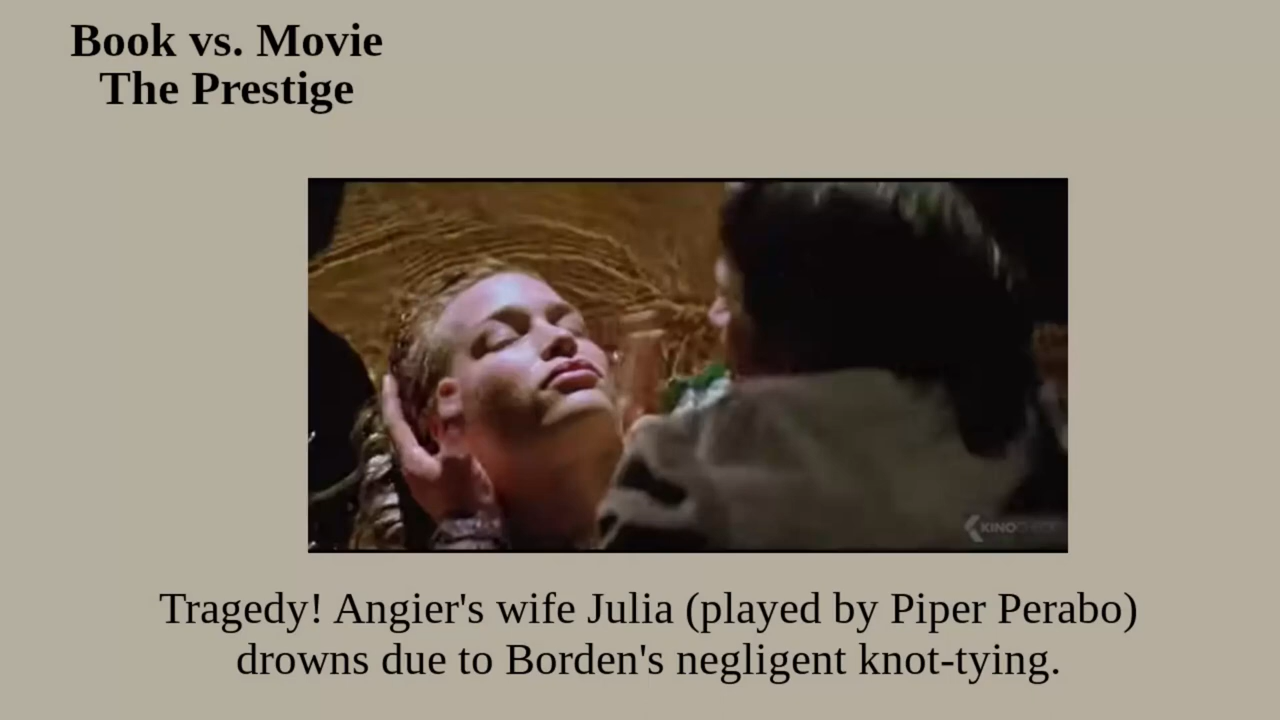 Book vs. Movie
The Prestige
KINOCHECK
Tragedy! Angier's wife Julia (played by Piper Perabo)
drowns due to Borden's negligent knot-tying.